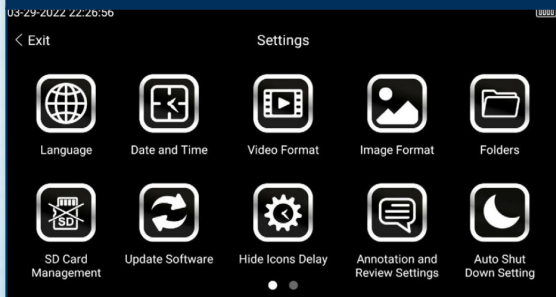 03-29-2022 22:26:56
< Exit
Settings
Language
Date and Time
Video Format
Image Format
Folders
SD
SD Card
Management
Update Software
Hide Icons Delay
Annotation and
Review Settings
Auto Shut
Down Setting